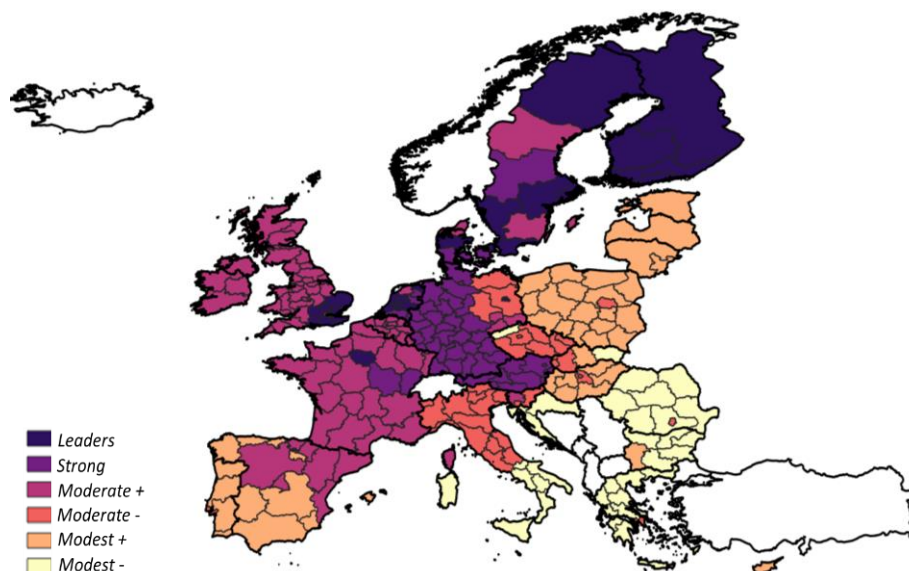 Leaders
Strong
Moderate +
Moderate -
Modest +
Modest -